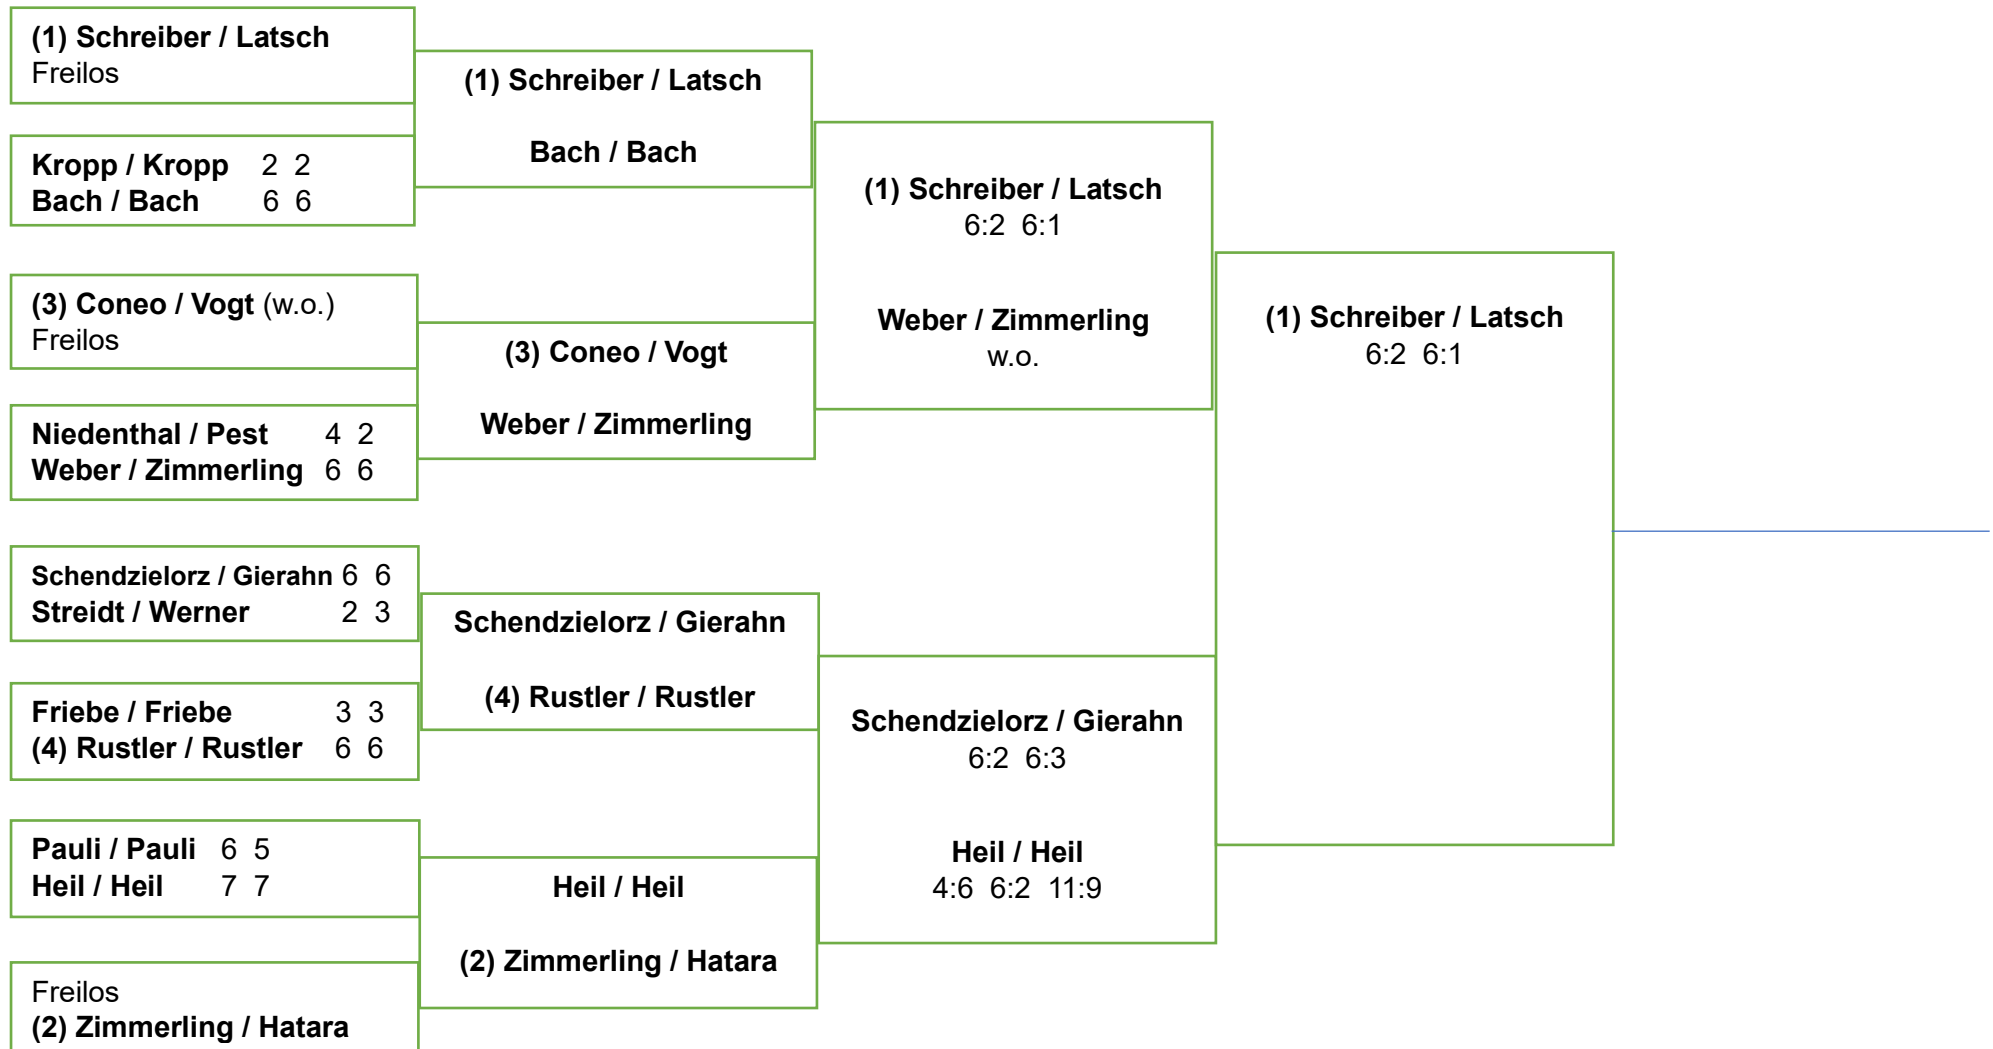 (1) Schreiber / Latsch
Freilos
Kropp / Kropp 2 2
Bach / Bach 6 6
(3) Coneo / Vogt (w.o.)
Freilos
Niedenthal / Pest 4 2
Weber / Zimmerling 6 6
Schendzielorz / Gierahn 6 6
Streidt / Werner 2 3
Friebe / Friebe 3 3
(4) Rustler / Rustler 6 6
Pauli / Pauli 6 5
Heil / Heil 7 7
Freilos
(2) Zimmerling / Hatara
(1) Schreiber / Latsch
Bach / Bach
(3) Coneo / Vogt
Weber / Zimmerling
Schendzielorz / Gierahn
(4) Rustler / Rustler
Heil / Heil
(2) Zimmerling / Hatara
(1) Schreiber / Latsch
6:2 6:1
Weber / Zimmerling
w.o.
Schendzielorz / Gierahn
6:2 6:3
Heil / Heil
4:6 6:2 11:9
(1) Schreiber / Latsch
6:2 6:1